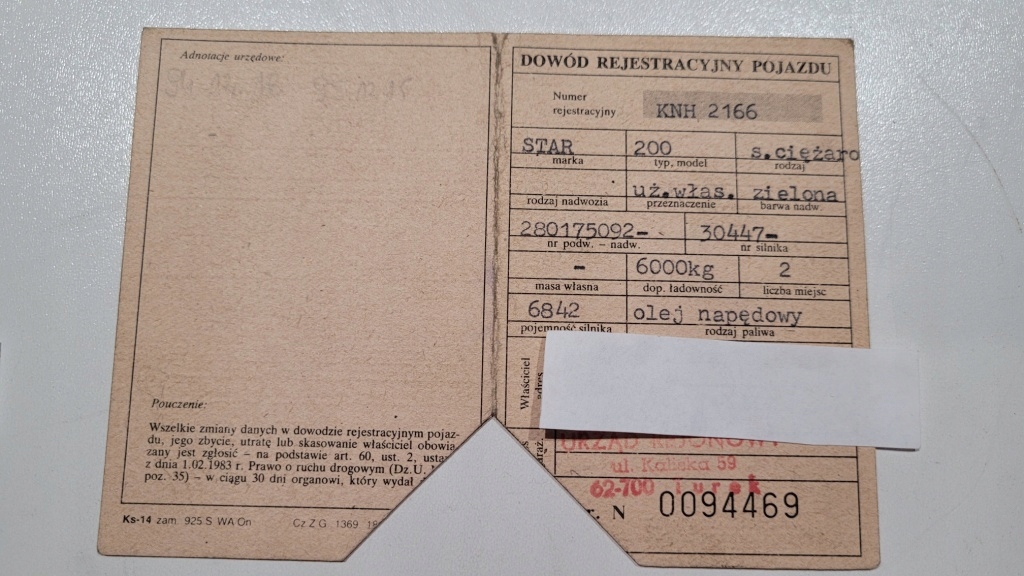 Adnotacje urzędowe:
Pouczenie:
Wszelkie zmiany danych w dowodzie rejestracyjnym pojaz-
du, jego zbycie, utratę lub skasowanie właściciel obowią-
zany jest zgłosić – na podstawie art. 60, ust. 2, usta
z dnia 1.02.1983 r. Prawo o ruchu drogowym (Dz.U.
poz. 35) – w ciągu 30 dni organowi, który wydał
Ks-14 zam. 925 S WA On
Cz Z G 1369
DOWÓD REJESTRACYJNY POJAZDU
Numer
rejestracyjny
KNH 2166
STAR 200 s.ciężaro
marka typ, model rodzaj
uż.włas. zielona
rodzaj nadwozia przeznaczenie barwa nadw.
280175092- 30447-
nr podw. – nadw. nr silnika
- 6000kg 2
masa własna dop. ładowność liczba miejsc
6842 olej napędowy
pojemność silnika rodzaj paliwa
Właściciel
adres
URZĄD REJONOWY
ul. Kaliska 59
62-700 Turek
r. N 0094469